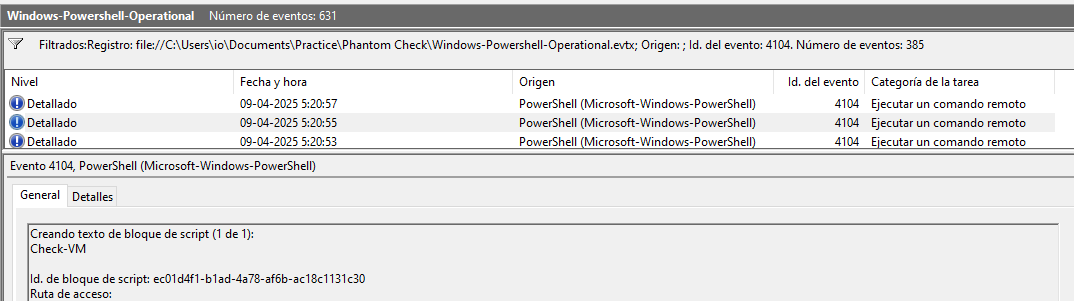 Windows-Powershell-Operational Número de eventos: 631
Filtrados:Registro: file://C:\Users\io\Documents\Practice\Phantom Check\Windows-Powershell-Operational.evtx; Origen: ; Id. del evento: 4104. Número de eventos: 385
Nivel Fecha y hora Origen Id. del evento Categoría de la tarea
Detallado 09-04-2025 5:20:57 PowerShell (Microsoft-Windows-PowerShell) 4104 Ejecutar un comando remoto
Detallado 09-04-2025 5:20:55 PowerShell (Microsoft-Windows-PowerShell) 4104 Ejecutar un comando remoto
Detallado 09-04-2025 5:20:53 PowerShell (Microsoft-Windows-PowerShell) 4104 Ejecutar un comando remoto
Evento 4104, PowerShell (Microsoft-Windows-PowerShell)
General Detalles
Creando texto de bloque de script (1 de 1):
Check-VM
Id. de bloque de script: ec01d4f1-b1ad-4a78-af6b-ac18c1131c30
Ruta de acceso: